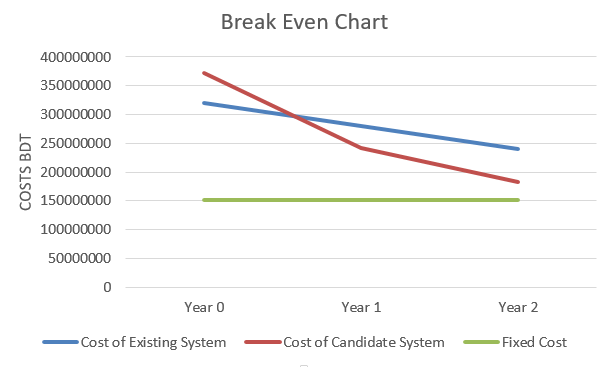 Break Even Chart
400000000
350000000
300000000
250000000
200000000
150000000
100000000
50000000
0
COSTS BDT
Year 0 Year 1 Year 2
Cost of Existing System Cost of Candidate System Fixed Cost